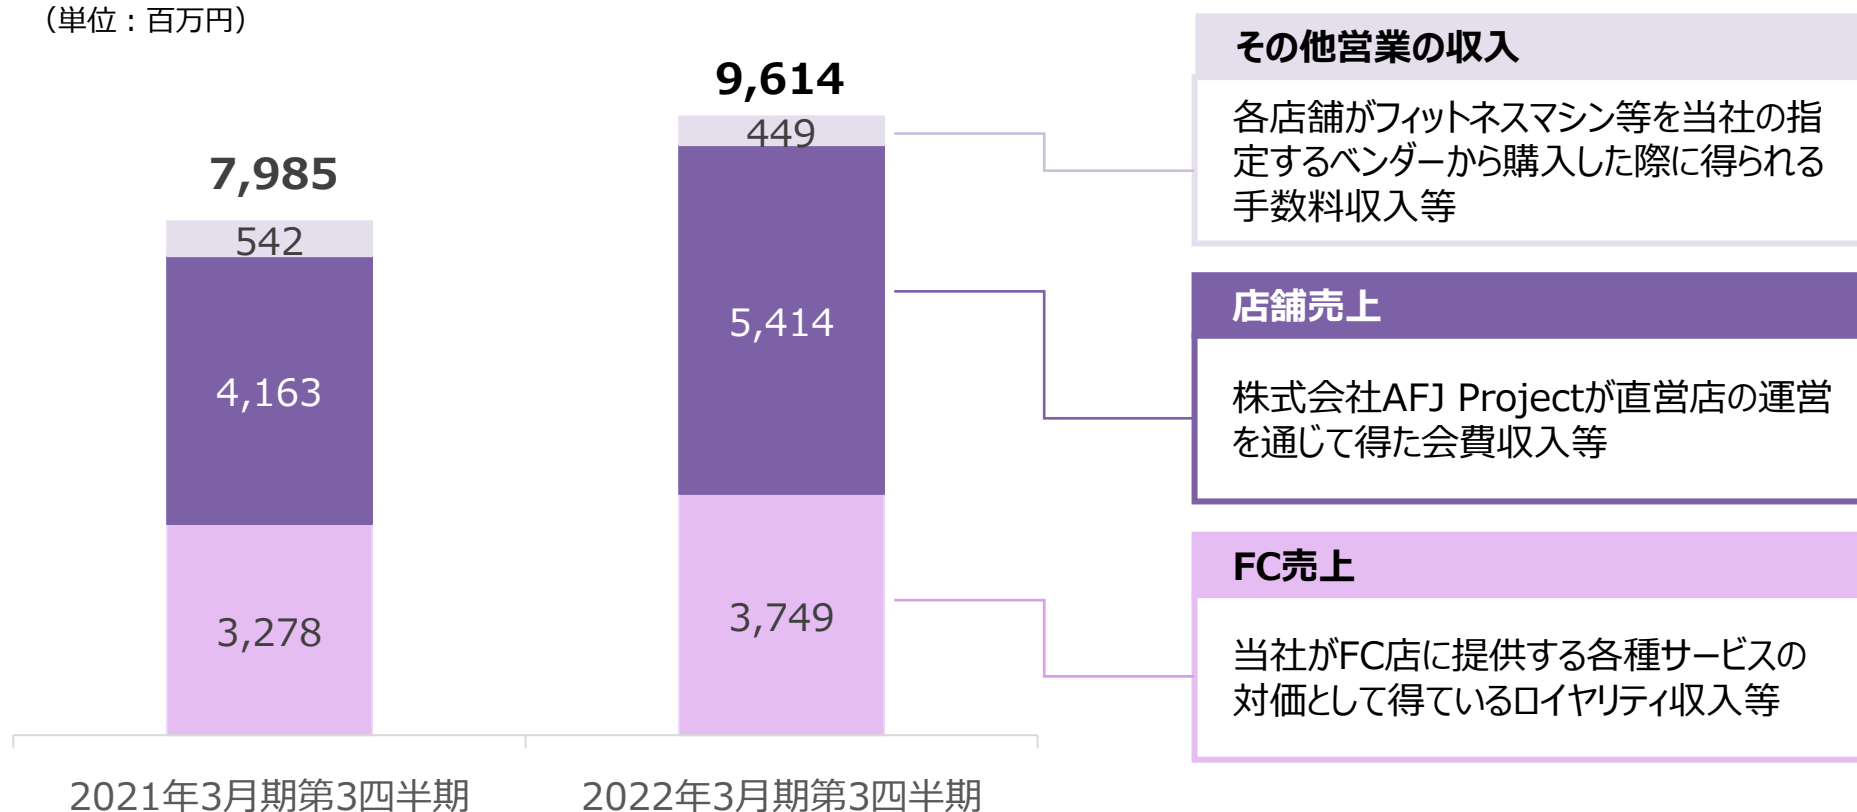 （単位：百万円）
7,985
542
4,163
3,278
2021年3月期第3四半期
9,614
449
5,414
3,749
2022年3月期第3四半期
その他営業の収入
各店舗がフィットネスマシン等を当社の指
定するベンダーから購入した際に得られる
手数料収入等
店舗売上
株式会社AFJ Projectが直営店の運営
を通じて得た会費収入等
FC売上
当社がFC店に提供する各種サービスの
対価として得ているロイヤリティ収入等